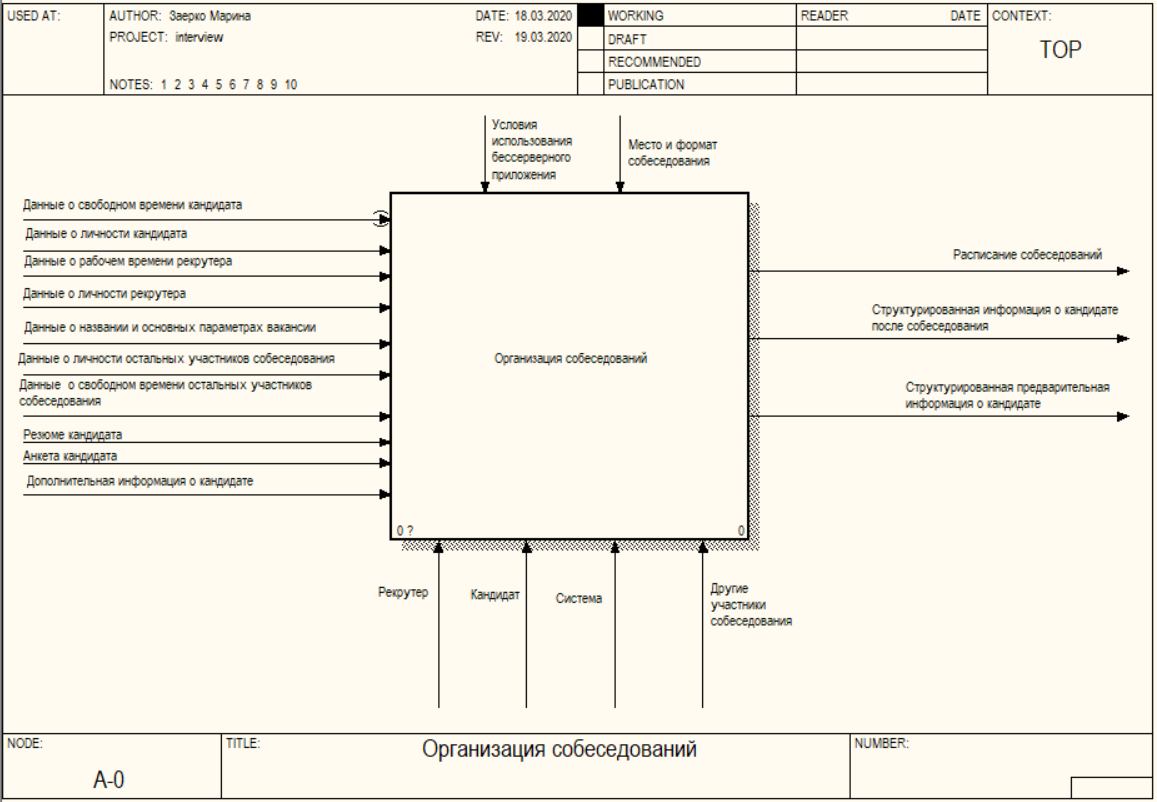 USED AT:
AUTHOR: Заерко Марина
DATE: 18.03.2020
PROJECT: interview
REV: 19.03.2020
NOTES: 1 2 3 4 5 6 7 8 9 10
WORKING
DRAFT
RECOMMENDED
PUBLICATION
READER
DATE
CONTEXT:
TOP
Условия
использования
бессерверного
приложения
Место и формат
собеседования
Данные о свободном времени кандидата
Данные о личности кандидата
Данные о рабочем времени рекрутера
Данные о личности рекрутера
Данные о названии и основных параметрах вакансии
Данные о личности остальных участников собеседования
Данные о свободном времени остальных участников
собеседования
Резюме кандидата
Анкета кандидата
Дополнительная информация о кандидате
Организация собеседований
0 ?
0
Расписание собеседований
Структурированная информация о кандидате
после собеседования
Структурированная предварительная
информация о кандидате
Рекрутер
Кандидат
Система
Другие
участники
собеседования
NODE:
A-0
TITLE:
Организация собеседований
NUMBER: